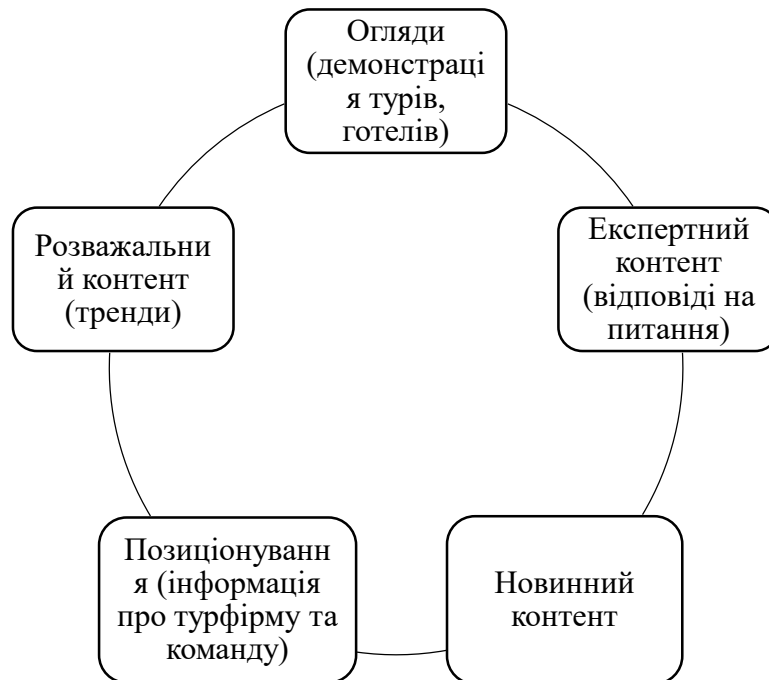 Огляди
(демонстраці
я турів,
готелів)
Експертний
контент
(відповіді на
питання)
Новинний
контент
Позиціонуванн
я (інформація
про турфірму та
команду)
Розважальни
й контент
(тренди)